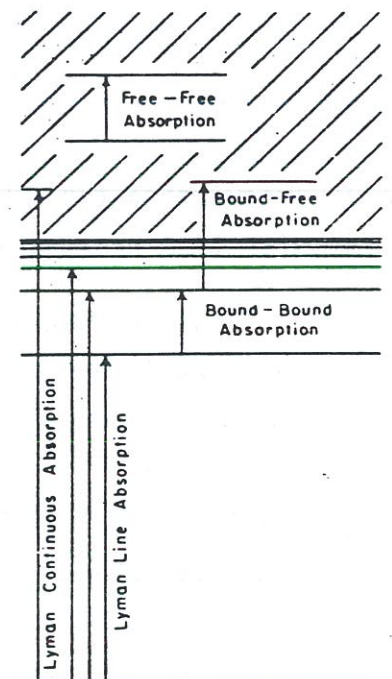 Free – Free
Absorption
Bound-Free
Absorption
Bound – Bound
Absorption
Lyman Continuous Absorption
Lyman Line Absorption